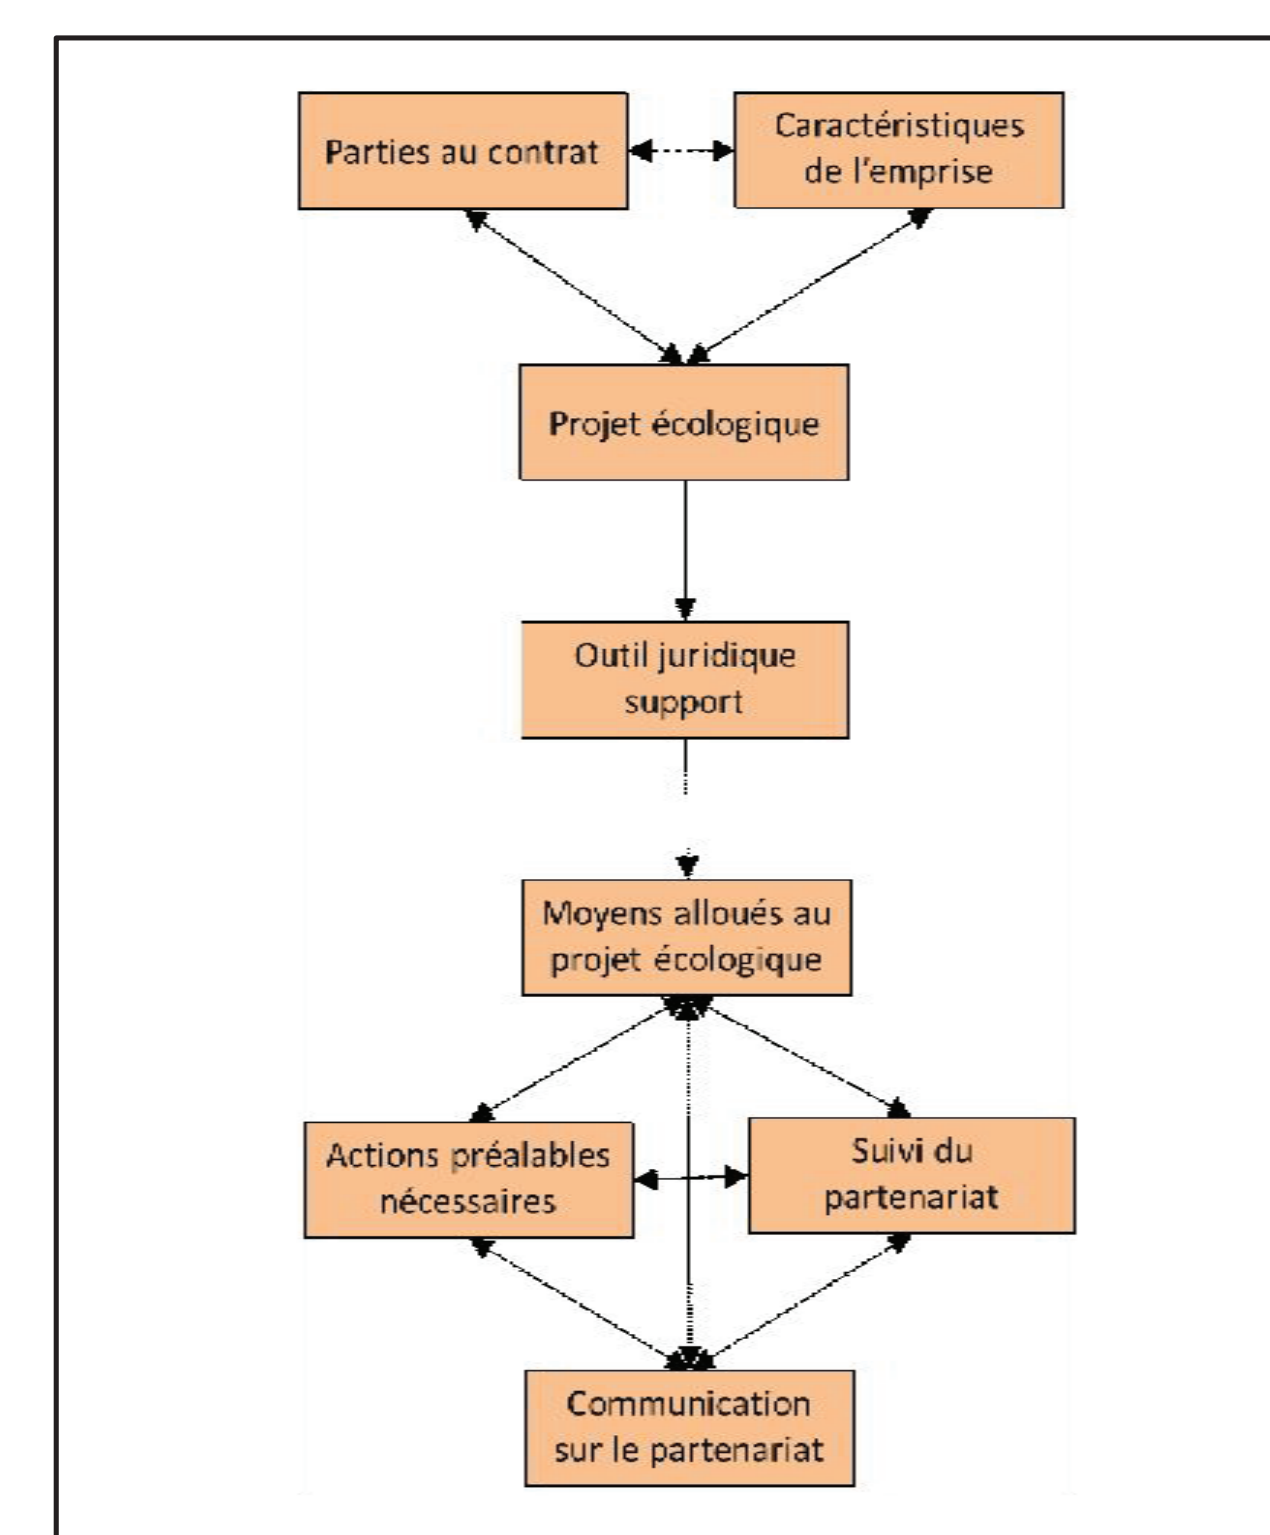 Parties au contrat
Caractéristiques
de l'emprise
Projet écologique
Outil juridique
support
Moyens alloués au
projet écologique
Actions préalables
nécessaires
Suivi du
partenariat
Communication
sur le partenariat